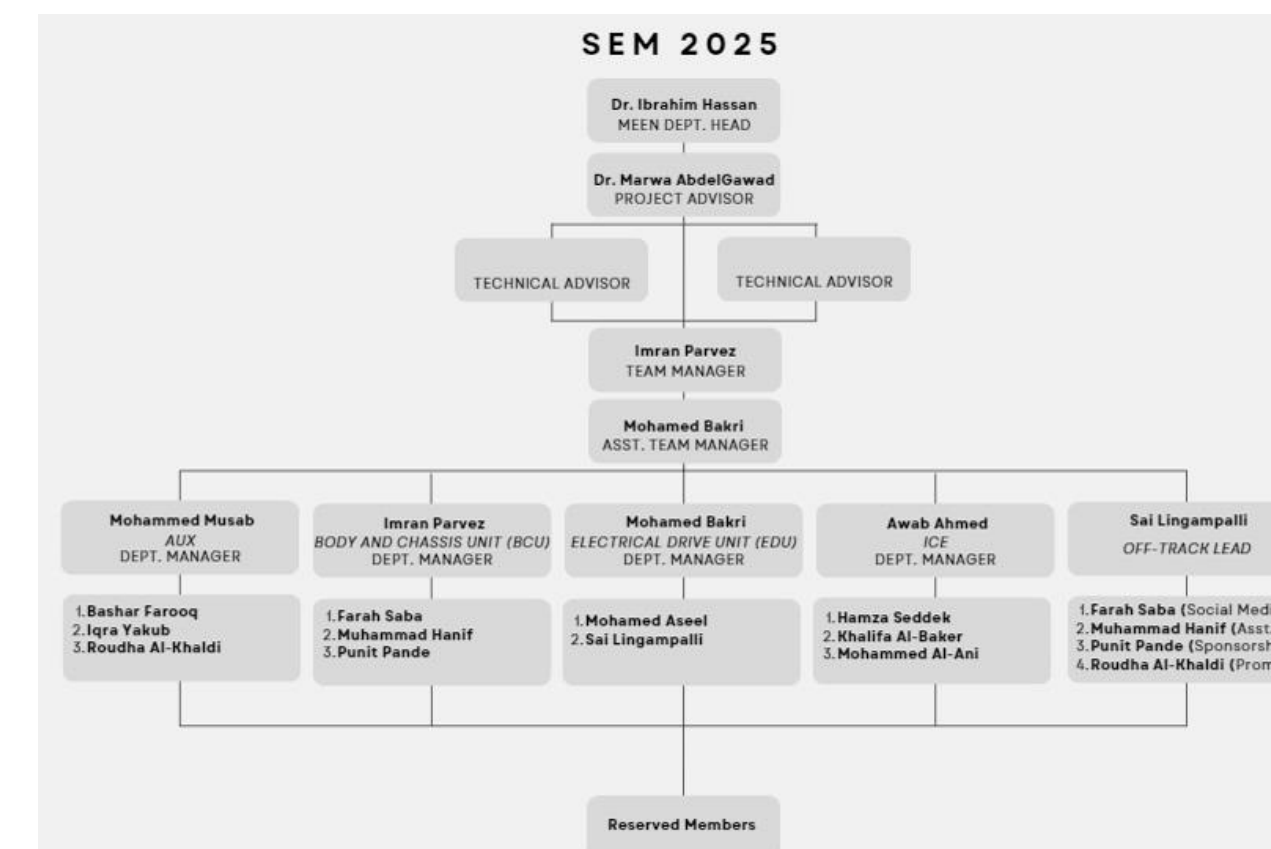 SEM 2025
Dr. Ibrahim Hassan
MEEN DEPT. HEAD
Dr. Marwa AbdelGawad
PROJECT ADVISOR
TECHNICAL ADVISOR
TECHNICAL ADVISOR
Imran Parvez
TEAM MANAGER
Mohamed Bakri
ASST. TEAM MANAGER
Mohammed Musab
AUX
DEPT. MANAGER
1.Bashar Farooq
2.Iqra Yakub
3.Roudha Al-Khaldi
Imran Parvez
BODY AND CHASSIS UNIT (BCU)
DEPT. MANAGER
1.Farah Saba
2.Muhammad Hanif
3.Punit Pande
Mohamed Bakri
ELECTRICAL DRIVE UNIT (EDU)
DEPT. MANAGER
1.Mohamed Aseel
2.Sai Lingampalli
Awab Ahmed
ICE
DEPT. MANAGER
1.Hamza Seddek
2.Khalifa Al-Baker
3.Mohammed Al-Ani
Sai Lingampalli
OFF-TRACK LEAD
1.Farah Saba (Social Medi
2.Muhammad Hanif (Asst.
3.Punit Pande (Sponsorsh
4.Roudha Al-Khaldi (Prom
Reserved Members